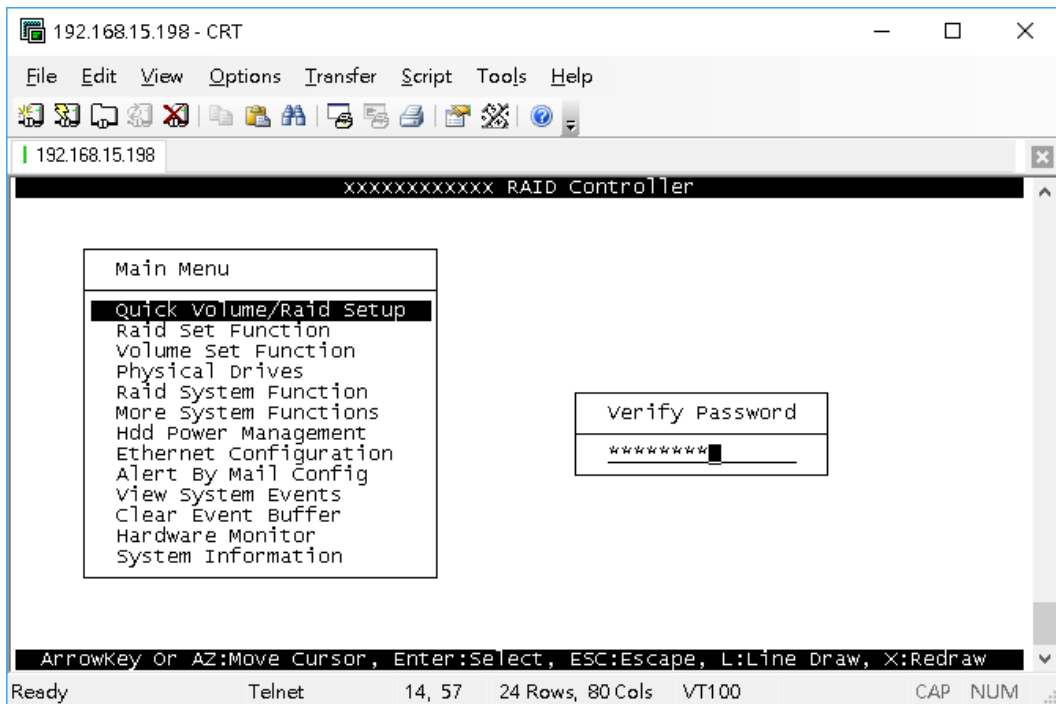 192.168.15.198 - CRT
File Edit View Options Transfer Script Tools Help
192.168.15.198
xxxxxxxxxxxx RAID Controller
Main Menu
Quick Volume/Raid Setup
Raid Set Function
Volume Set Function
Physical Drives
Raid System Function
More System Functions
Hdd Power Management
Ethernet Configuration
Alert By Mail Config
View System Events
Clear Event Buffer
Hardware Monitor
System Information
Verify Password
********
ArrowKey Or AZ:Move Cursor, Enter:Select, ESC:Escape, L:Line Draw, X:Redraw
Ready Telnet 14, 57 24 Rows, 80 Cols VT100 CAP NUM